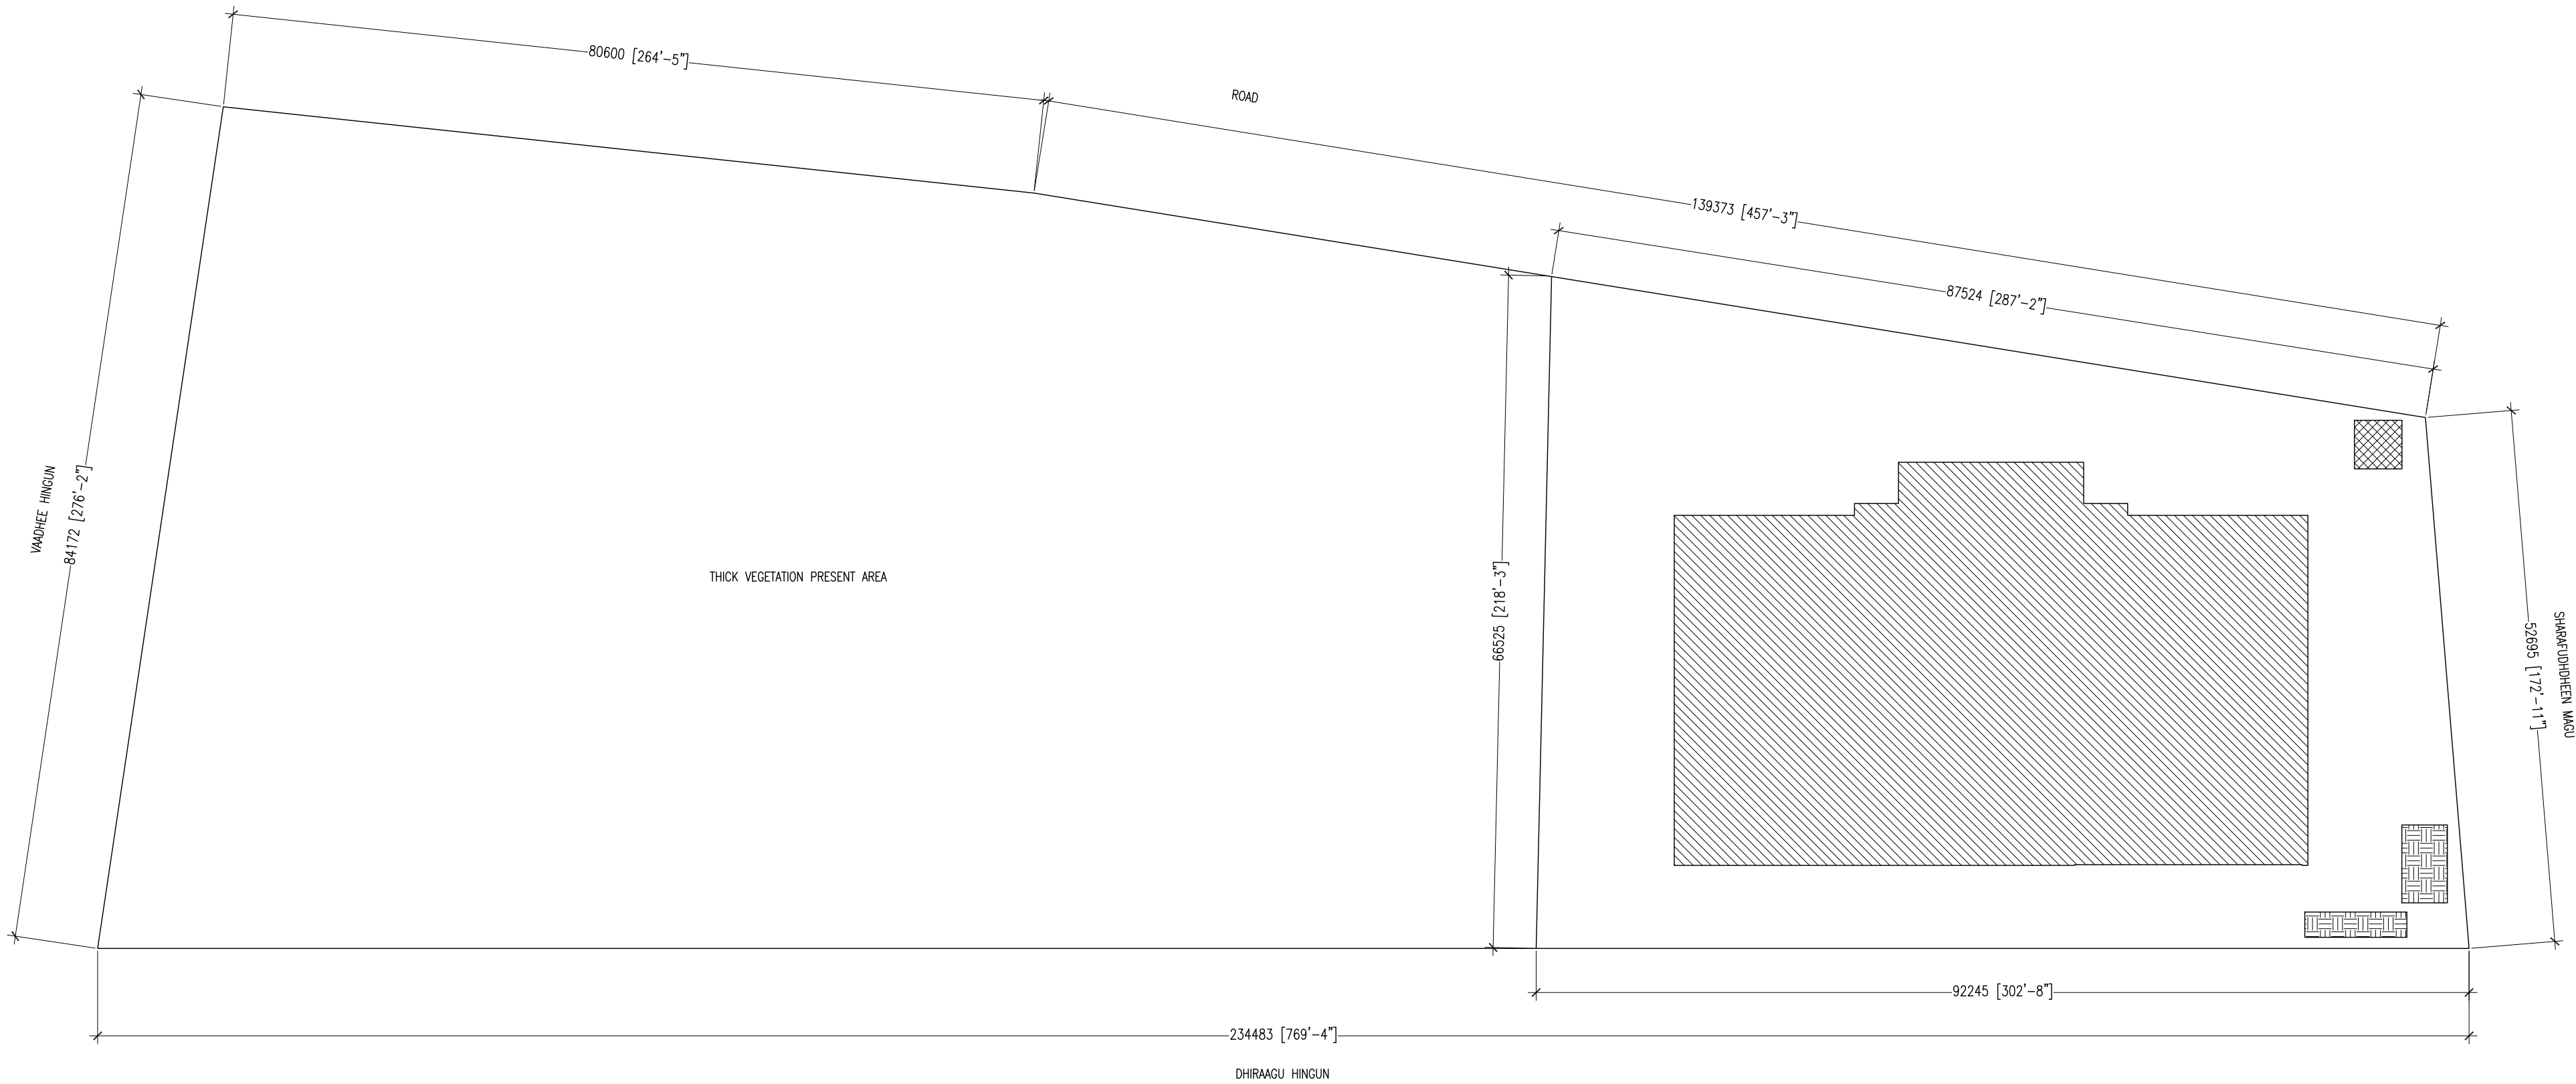 80600 [264'-5"]
ROAD
139373 [457'-3"]
87524 [287'-2"]
VAADHEE HINGUN
84172 [276'-2"]
THICK VEGETATION PRESENT AREA
66525 [218'-3"]
52695 [172'-11"]
SHARAFUDHDHEEN MAGU
92245 [302'-8"]
234483 [769'-4"]
DHIRAAGU HINGUN